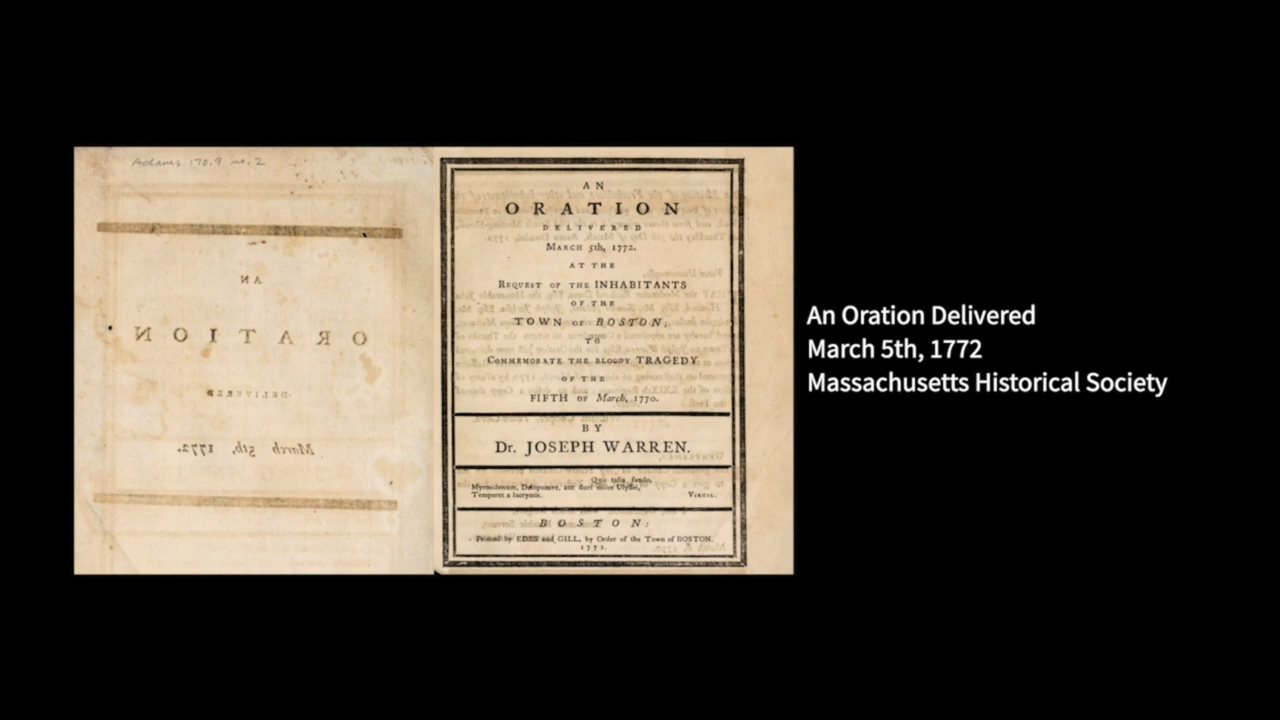 Adams 170.9 no. 2
AN
ORATION
DELIVERED
March 5th, 1772.
AN
ORATION
DELIVERED
MARCH 5th, 1772.
AT THE
REQUEST OF THE INHABITANTS
OF THE
TOWN OF BOSTON;
TO
COMMEMORATE THE BLOODY TRAGEDY
OF THE
FIFTH OF March, 1770.
BY
Dr. JOSEPH WARREN.
Quis talia fando,
Myrmidonum, Dolopumve, aut duri miles Ulyssei,
Temperet a lacrymis. VIRGIL.
BOSTON:
Printed by EDES and GILL, by Order of the Town of BOSTON.
1772.
An Oration Delivered
March 5th, 1772
Massachusetts Historical Society